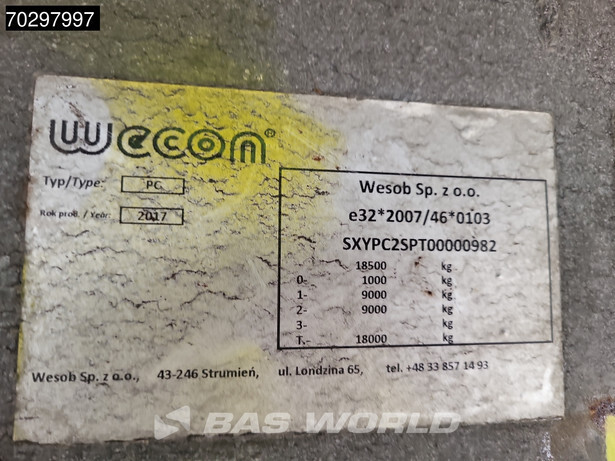 70297997
wecon®
Typ/Type: PC
Rok prod. / Year: 2017
Wesob Sp. z o.o.
e32*2007/46*0103
SXYPC2SPT00000982
18500 kg
0- 1000 kg
1- 9000 kg
2- 9000 kg
3- kg
T.- 18000 kg
Wesob Sp. z o.o., 43-246 Strumień, ul. Londzina 65, tel. +48 33 857 14 93
BAS WORLD